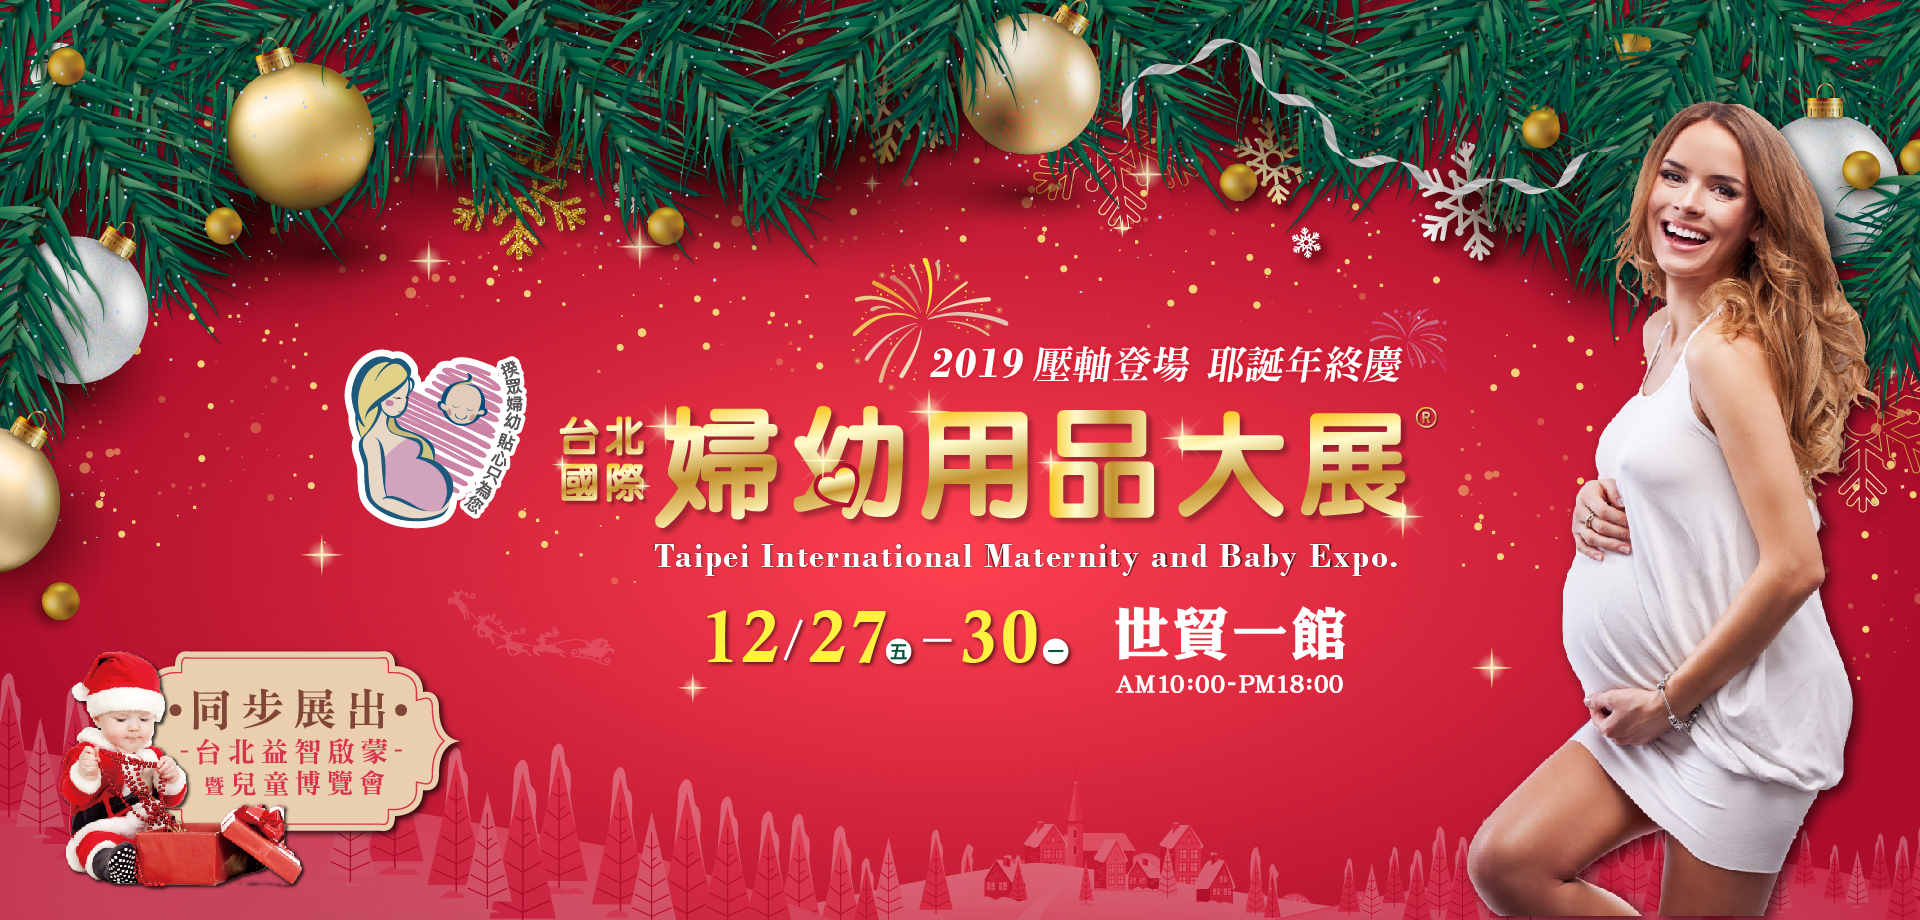 2019 壓軸登場 耶誕年終慶
揆眾婦幼·貼心只為您
台北國際
婦幼用品大展®
Taipei International Maternity and Baby Expo.
12/27五–30一 世貿一館
AM10:00-PM18:00
•同步展出•
-台北益智啟蒙-
暨兒童博覽會